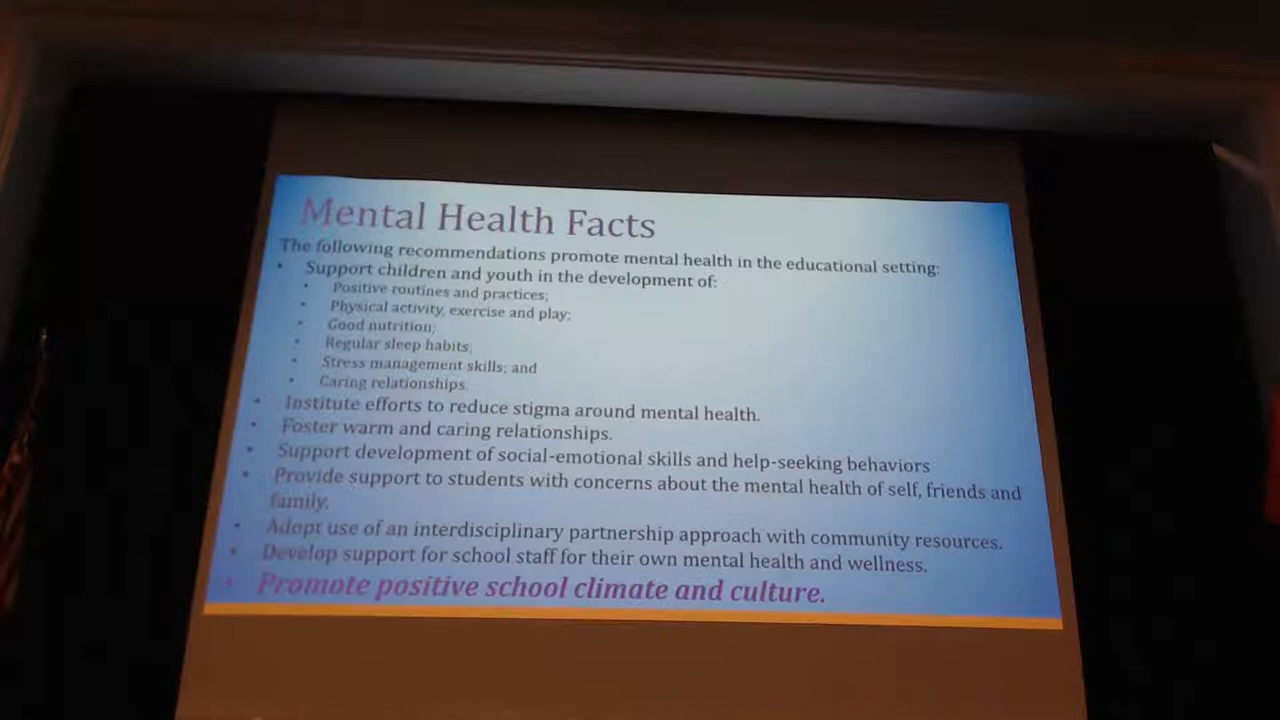 Mental Health Facts
The following recommendations promote mental health in the educational setting:
• Support children and youth in the development of:
• Positive routines and practices;
• Physical activity, exercise and play;
• Good nutrition;
• Regular sleep habits;
• Stress management skills; and
• Caring relationships.
• Institute efforts to reduce stigma around mental health.
• Foster warm and caring relationships.
• Support development of social-emotional skills and help-seeking behaviors
• Provide support to students with concerns about the mental health of self, friends and
family.
• Adopt use of an interdisciplinary partnership approach with community resources.
• Develop support for school staff for their own mental health and wellness.
• Promote positive school climate and culture.